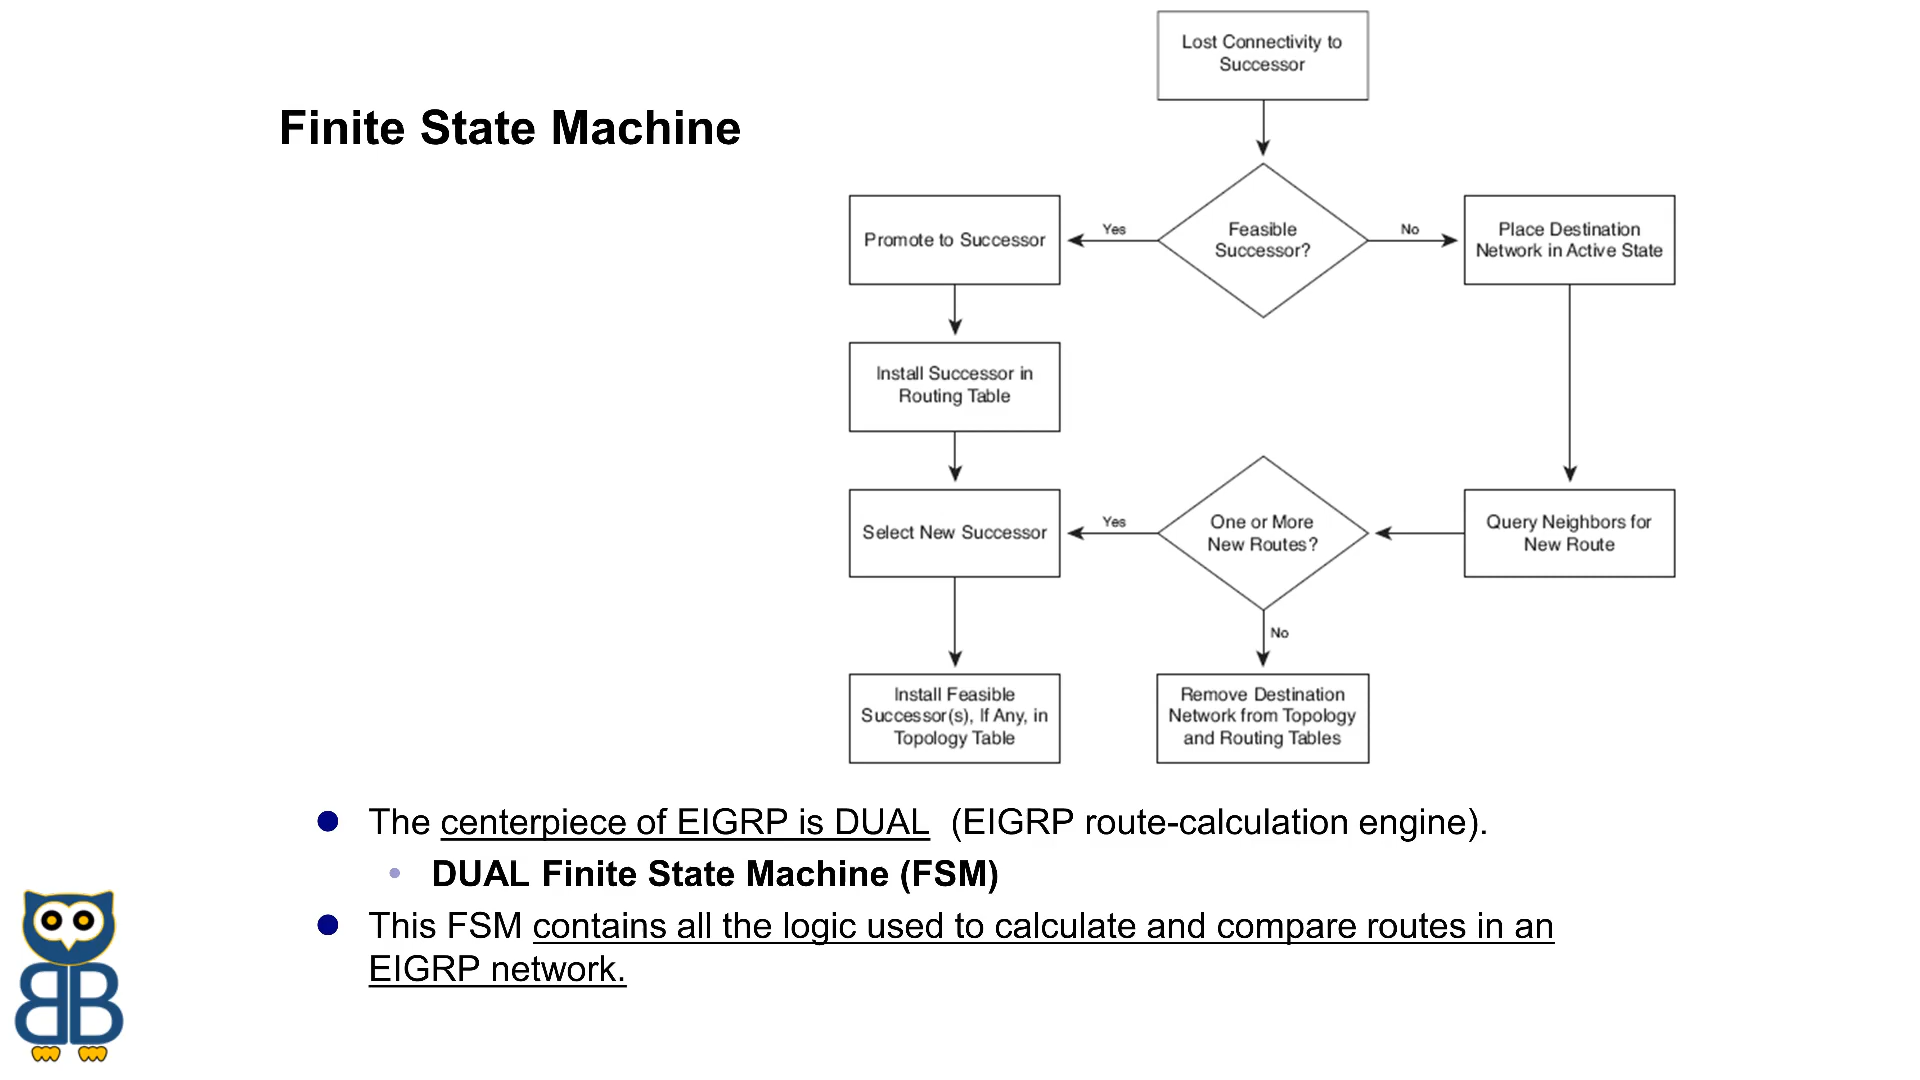 Finite State Machine
Lost Connectivity to
Successor
Promote to Successor
Yes
Feasible
Successor?
No
Place Destination
Network in Active State
Install Successor in
Routing Table
Select New Successor
Yes
One or More
New Routes?
Query Neighbors for
New Route
No
Install Feasible
Successor(s), If Any, in
Topology Table
Remove Destination
Network from Topology
and Routing Tables
The centerpiece of EIGRP is DUAL (EIGRP route-calculation engine).
DUAL Finite State Machine (FSM)
This FSM contains all the logic used to calculate and compare routes in an
EIGRP network.
BB